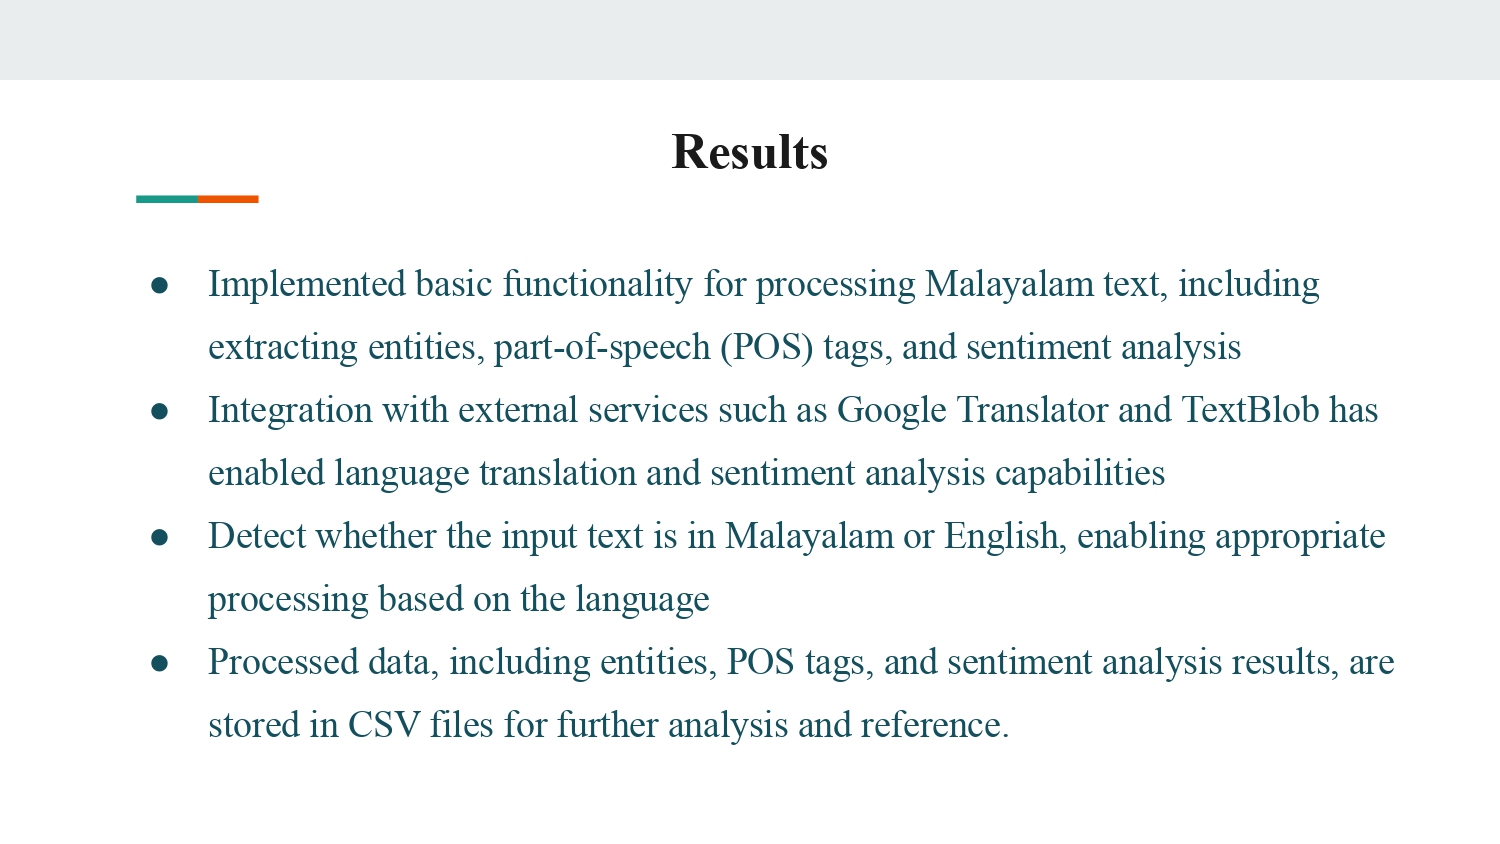 Results
● Implemented basic functionality for processing Malayalam text, including
extracting entities, part-of-speech (POS) tags, and sentiment analysis
● Integration with external services such as Google Translator and TextBlob has
enabled language translation and sentiment analysis capabilities
● Detect whether the input text is in Malayalam or English, enabling appropriate
processing based on the language
● Processed data, including entities, POS tags, and sentiment analysis results, are
stored in CSV files for further analysis and reference.